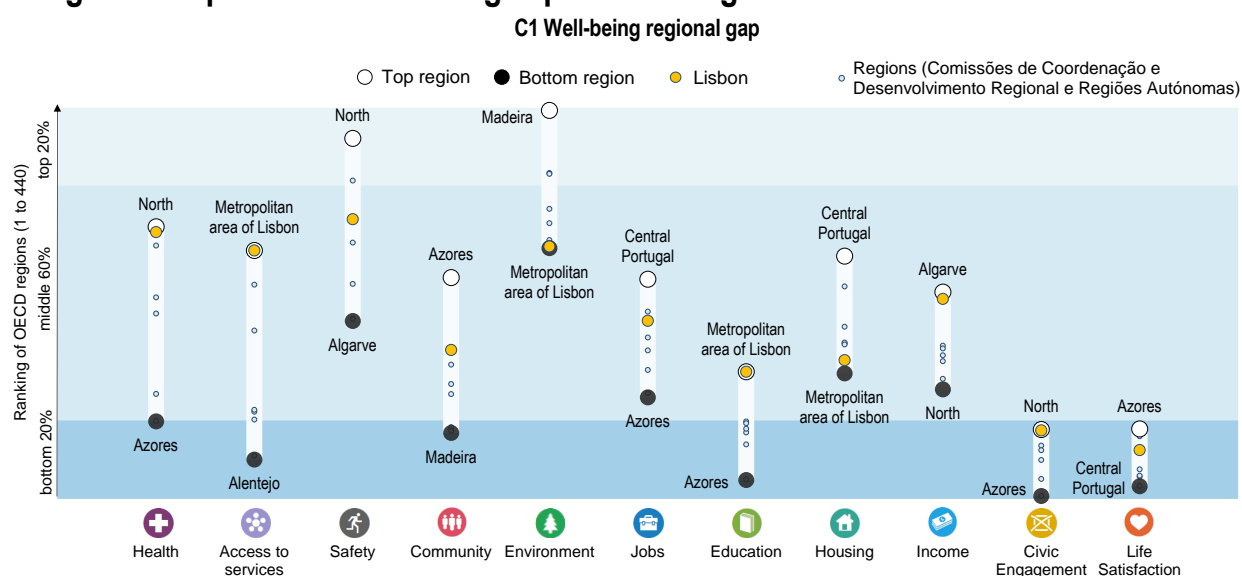 C1 Well-being regional gap
Top region
Bottom region
Lisbon
Regions (Comissões de Coordenação e
Desenvolvimento Regional e Regiões Autónomas)
Ranking of OECD regions (1 to 440)
top 20%
middle 60%
bottom 20%
North
Azores
Metropolitan
area of Lisbon
Alentejo
North
Algarve
Azores
Madeira
Madeira
Metropolitan
area of Lisbon
Central
Portugal
Azores
Metropolitan
area of Lisbon
Azores
Central
Portugal
Metropolitan
area of Lisbon
Algarve
North
North
Azores
Azores
Central
Portugal
Health
Access to
services
Safety
Community
Environment
Jobs
Education
Housing
Income
Civic
Engagement
Life
Satisfaction